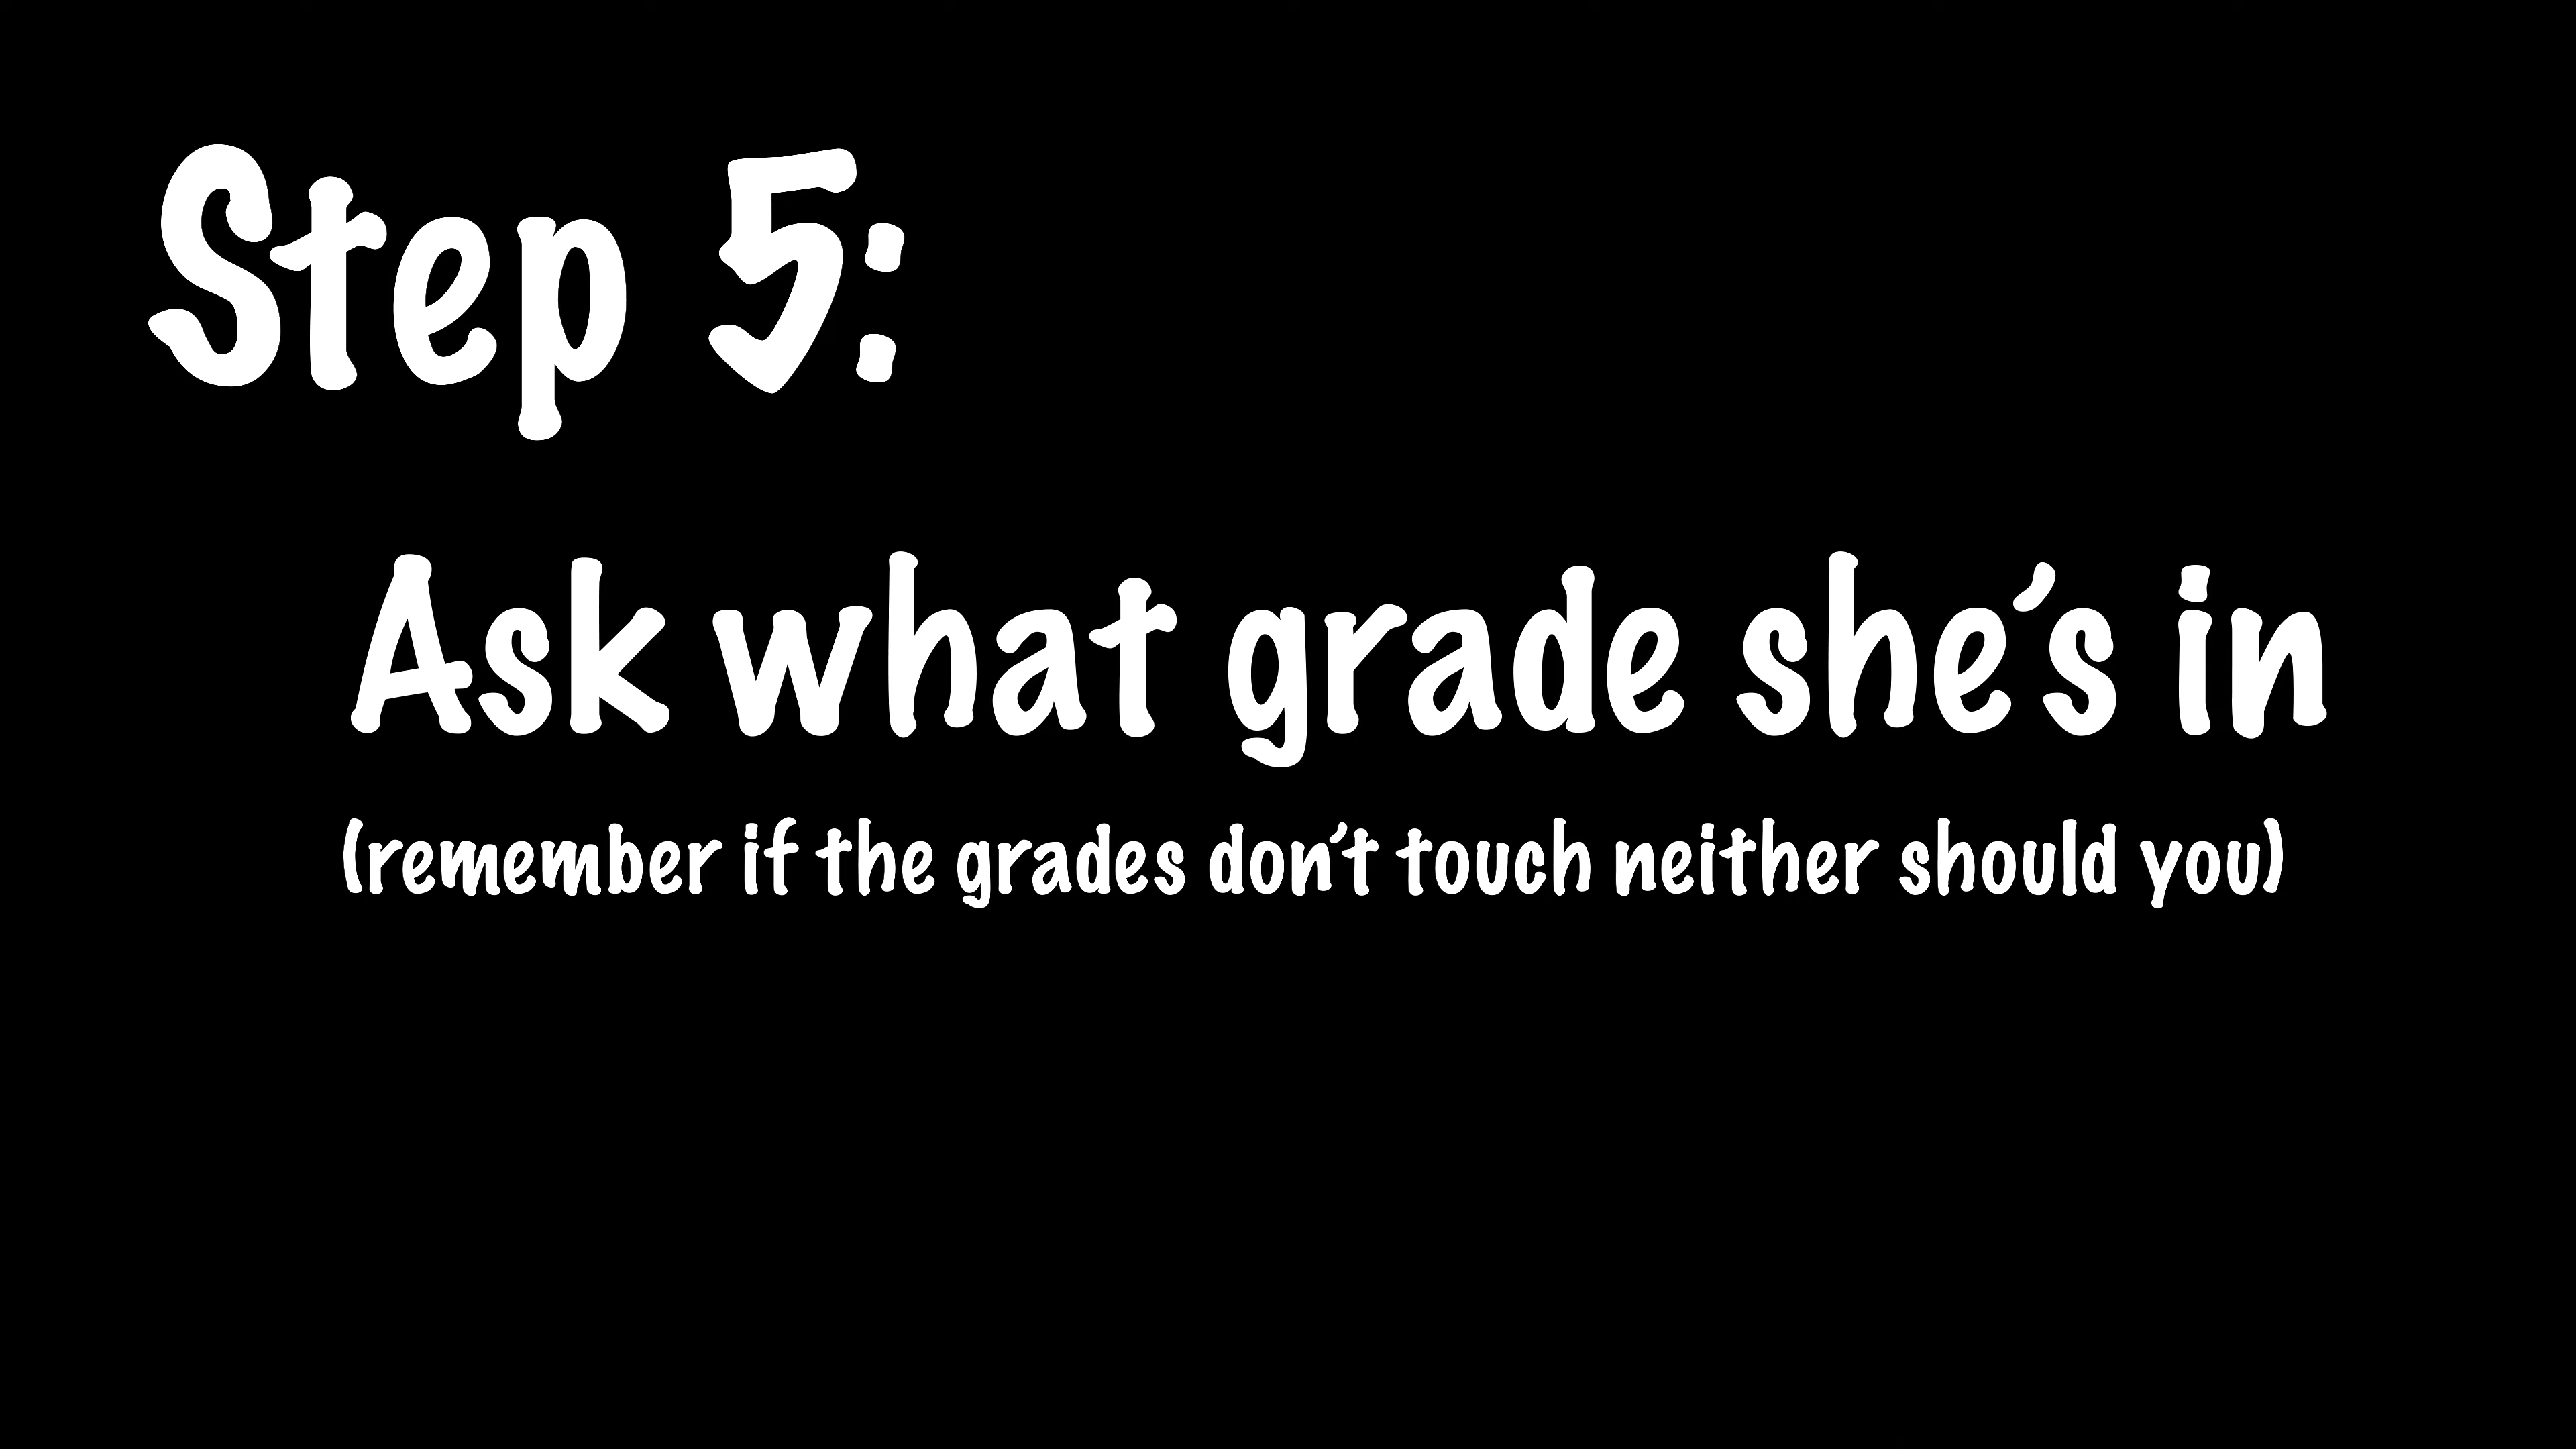 Step 5:
Ask what grade she's in
(remember if the grades don't touch neither should you)